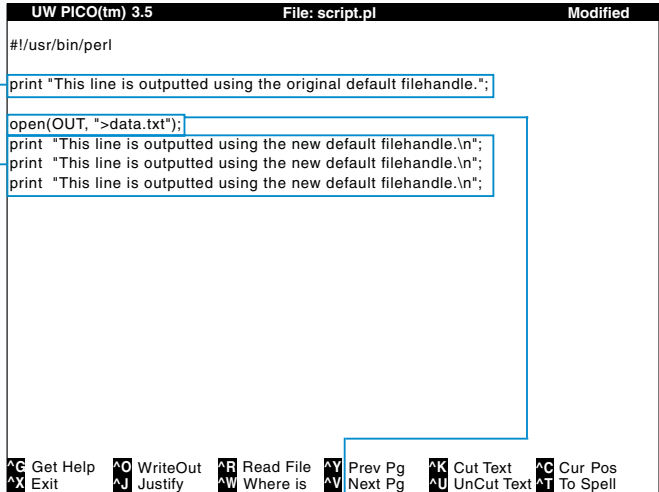 UW PICO(tm) 3.5 File: script.pl Modified
#!/usr/bin/perl
print "This line is outputted using the original default filehandle.";
open(OUT, ">data.txt");
print  "This line is outputted using the new default filehandle.\n";
print  "This line is outputted using the new default filehandle.\n";
print  "This line is outputted using the new default filehandle.\n";
^G Get Help ^O WriteOut ^R Read File ^Y Prev Pg ^K Cut Text ^C Cur Pos
^X Exit ^J Justify ^W Where is ^V Next Pg ^U UnCut Text ^T To Spell